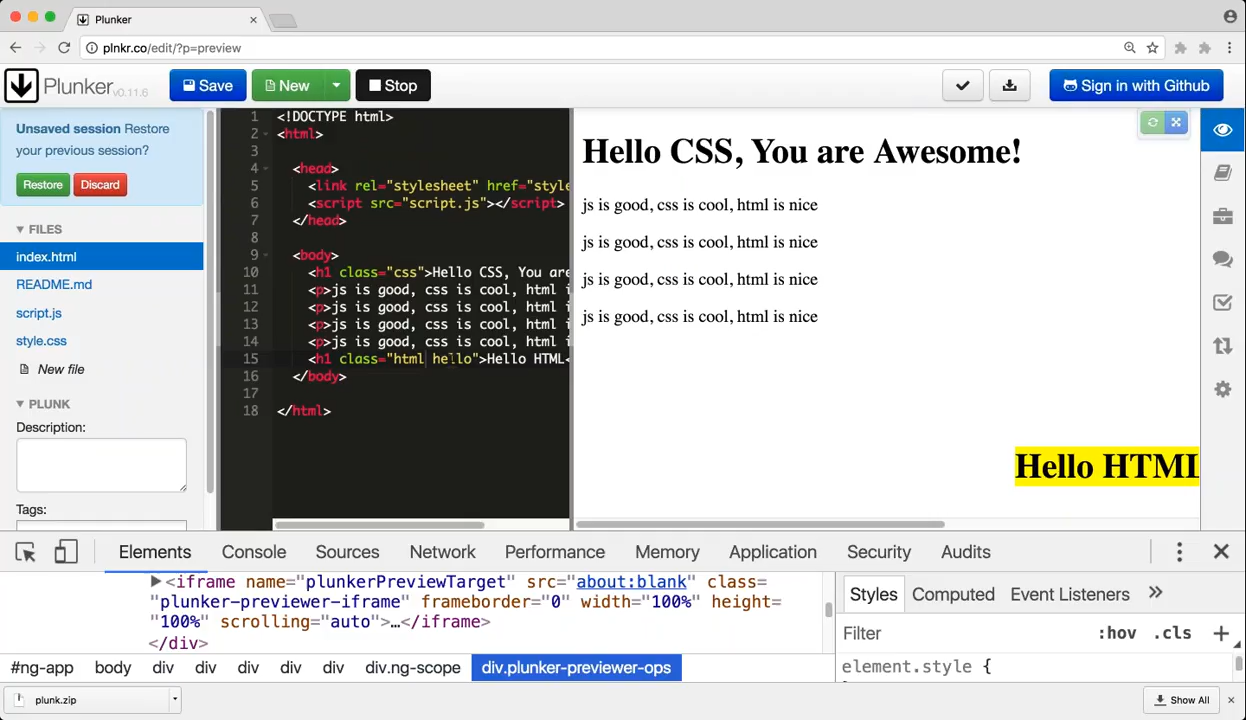 Plunker
plnkr.co/edit/?p=preview
Plunker v0.11.6
Save
New
Stop
Sign in with Github
Unsaved session Restore
your previous session?
Restore Discard
FILES
index.html
README.md
script.js
style.css
New file
PLUNK
Description:
Tags:
1 <!DOCTYPE html>
2 <html>
3
4 <head>
5 <link rel="stylesheet" href="style
6 <script src="script.js"></script>
7 </head>
8
9 <body>
10 <h1 class="css">Hello CSS, You are
11 <p>js is good, css is cool, html i
12 <p>js is good, css is cool, html i
13 <p>js is good, css is cool, html i
14 <p>js is good, css is cool, html i
15 <h1 class="html hello">Hello HTML<
16 </body>
17
18 </html>
Hello CSS, You are Awesome!
js is good, css is cool, html is nice
js is good, css is cool, html is nice
js is good, css is cool, html is nice
js is good, css is cool, html is nice
Hello HTML
Elements Console Sources Network Performance Memory Application Security Audits
<iframe name="plunkerPreviewTarget" src="about:blank" class=
"plunker-previewer-iframe" frameborder="0" width="100%" height=
"100%" scrolling="auto">…</iframe>
</div>
#ng-app body div div div div div.ng-scope div.plunker-previewer-ops
Styles Computed Event Listeners »
Filter :hov .cls +
element.style {
plunk.zip
Show All